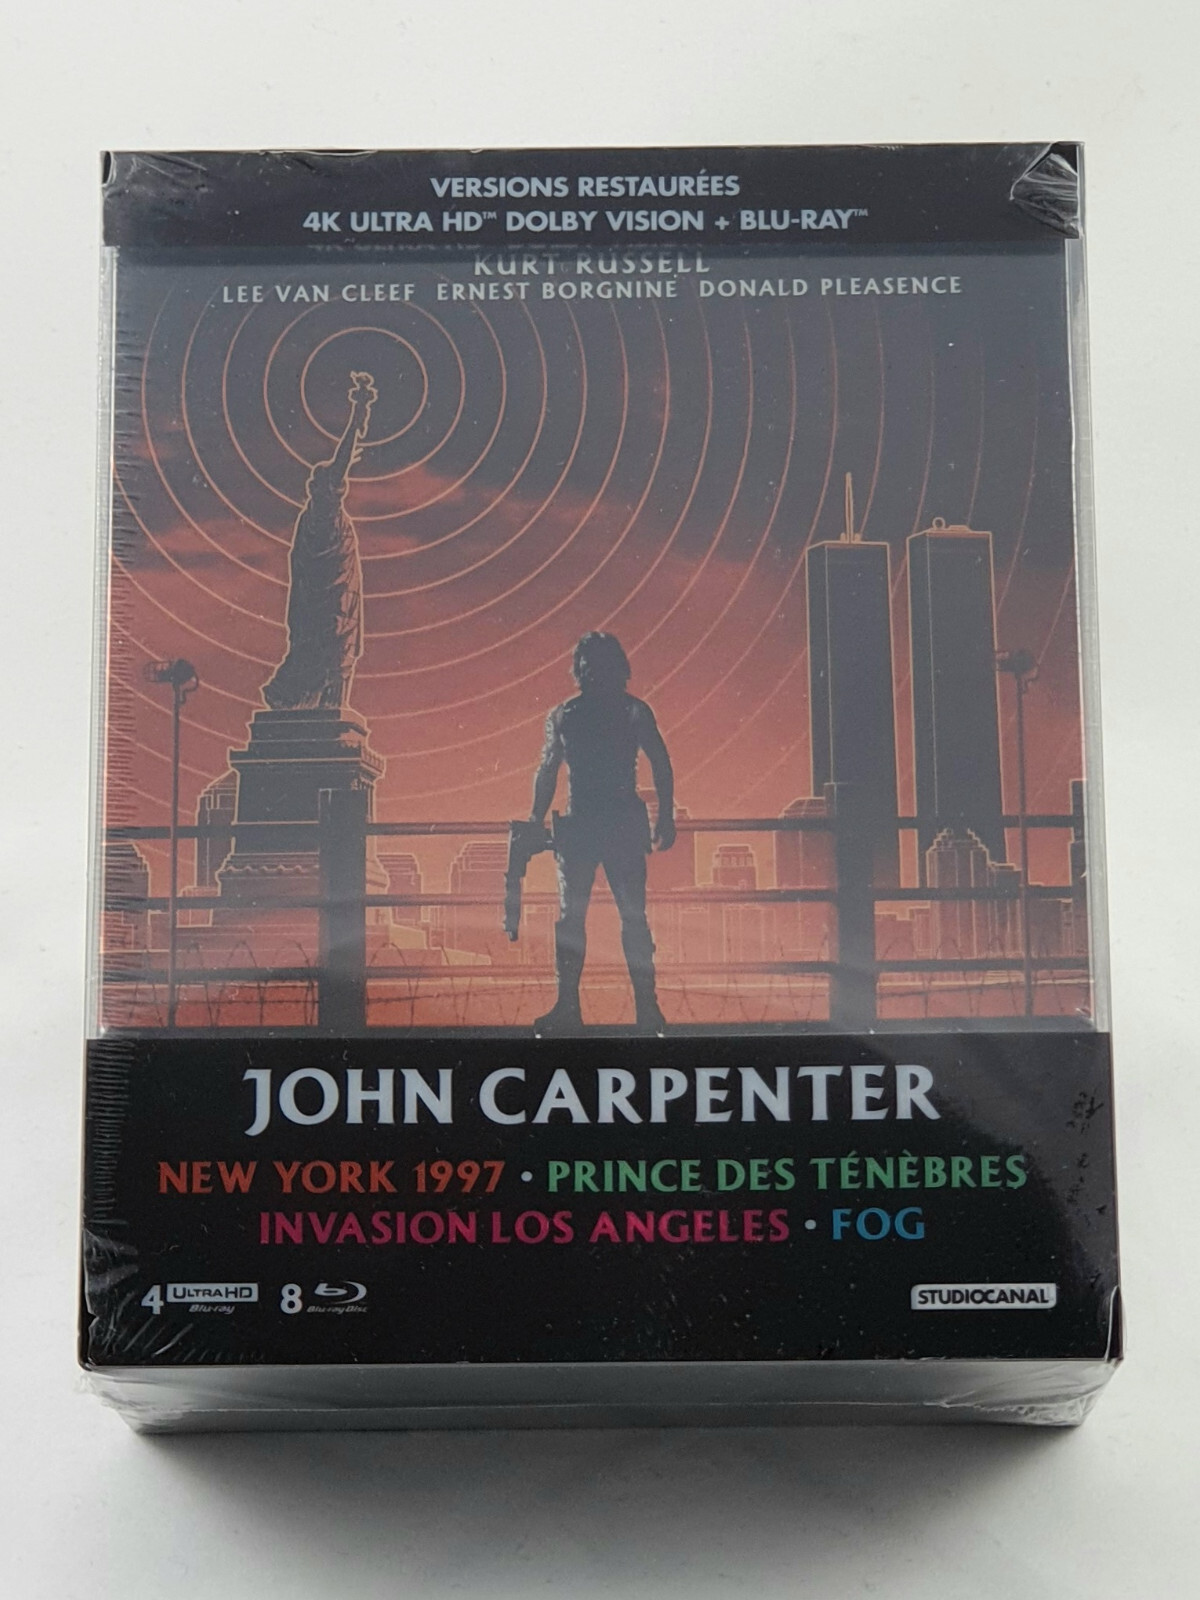 VERSIONS RESTAURÉES
4K ULTRA HD™ DOLBY VISION + BLU-RAY™
KURT RUSSELL
LEE VAN CLEEF ERNEST BORGNINE DONALD PLEASENCE
JOHN CARPENTER
NEW YORK 1997 • PRINCE DES TÉNÈBRES
INVASION LOS ANGELES • FOG
4 ULTRA HD Blu-ray 8 Blu-ray Disc STUDIOCANAL